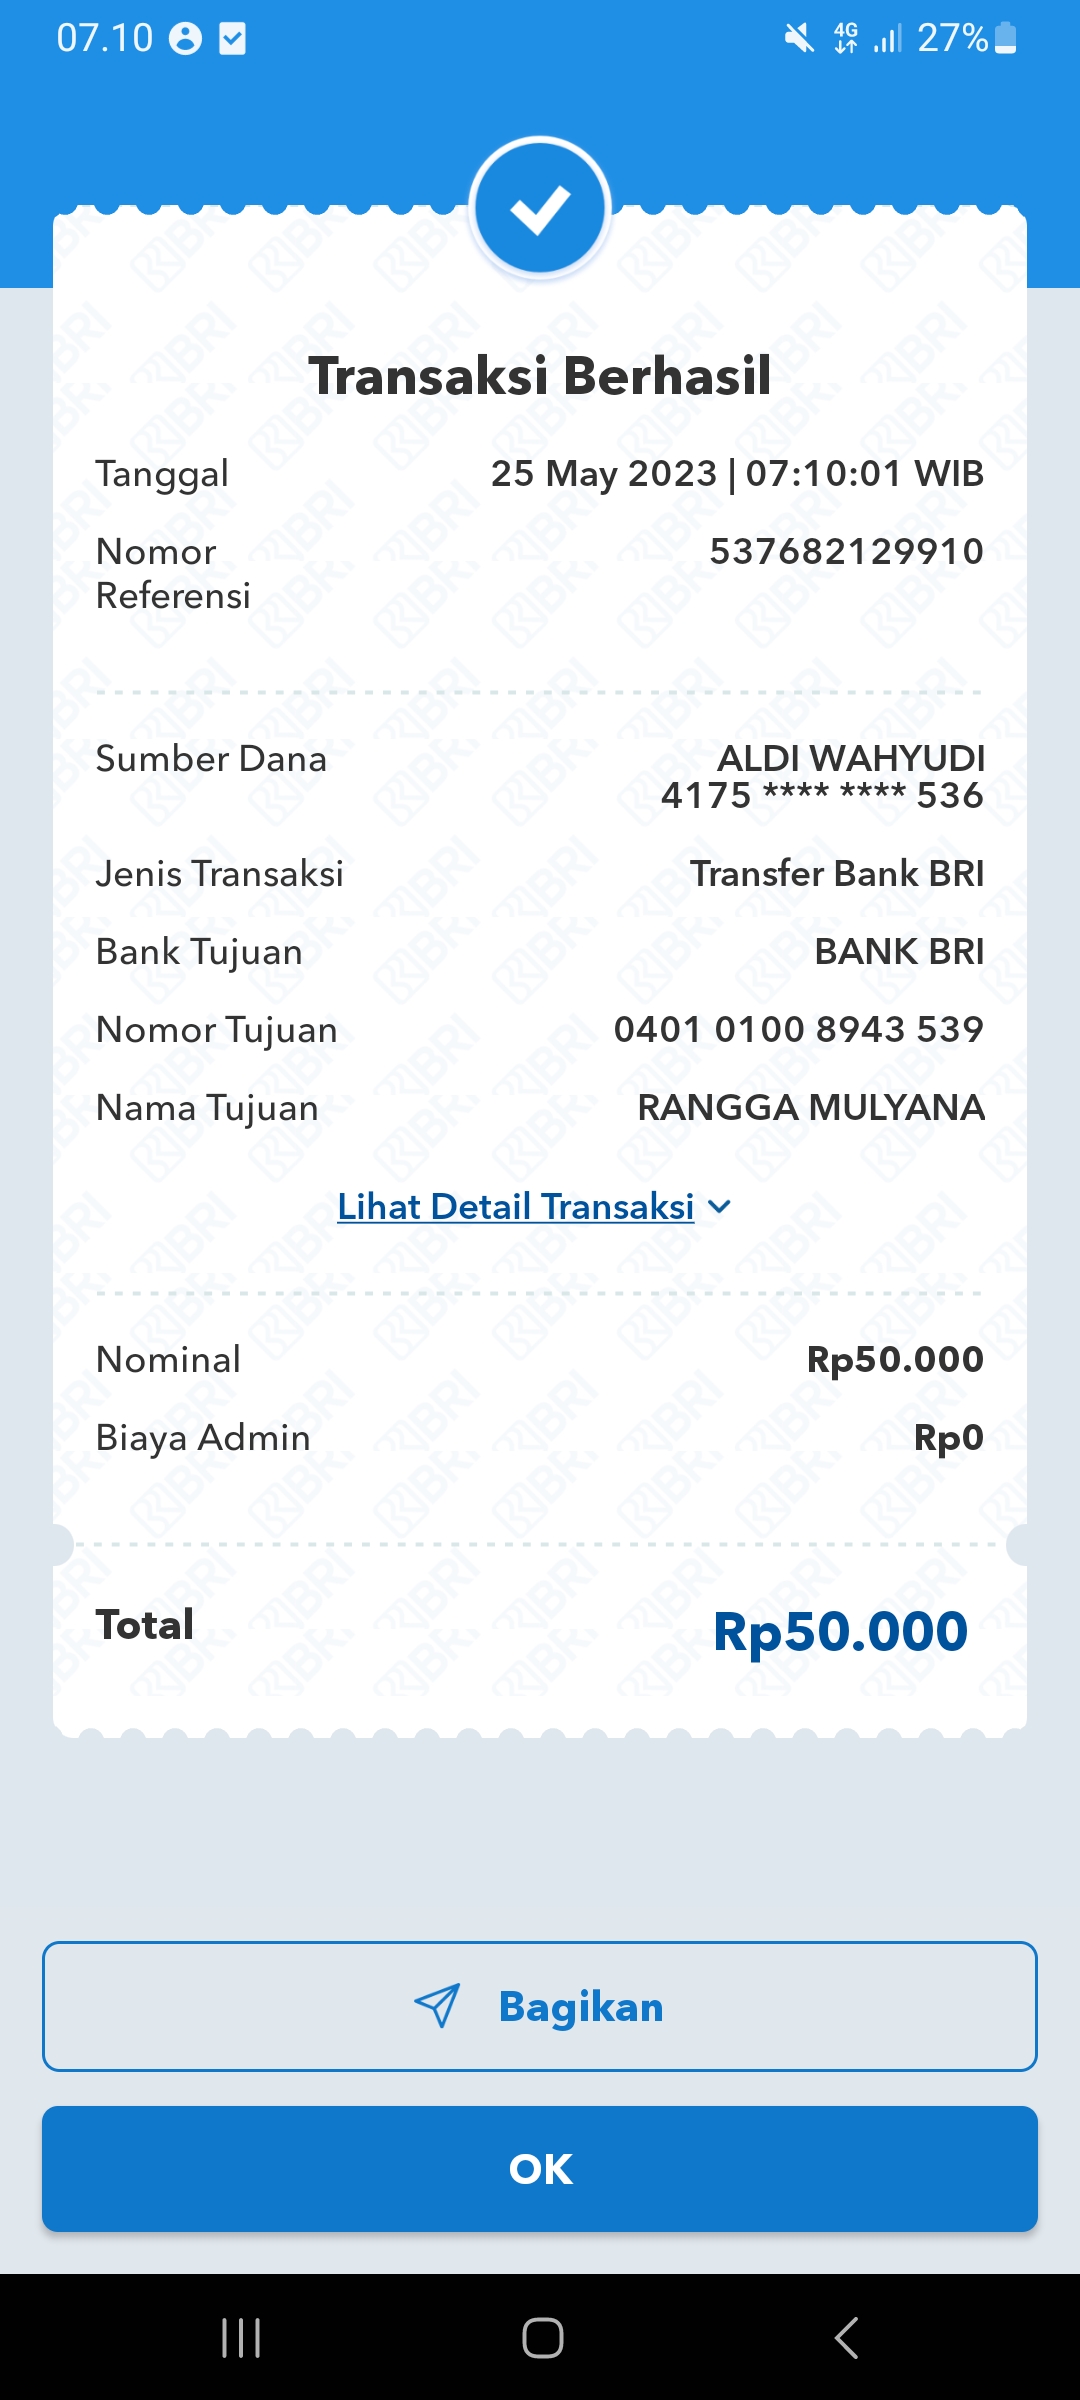 07.10 4G 27%
Transaksi Berhasil
Tanggal 25 May 2023 | 07:10:01 WIB
Nomor 537682129910
Referensi
Sumber Dana ALDI WAHYUDI
4175 **** **** 536
Jenis Transaksi Transfer Bank BRI
Bank Tujuan BANK BRI
Nomor Tujuan 0401 0100 8943 539
Nama Tujuan RANGGA MULYANA
Lihat Detail Transaksi
Nominal Rp50.000
Biaya Admin Rp0
Total Rp50.000
Bagikan
OK